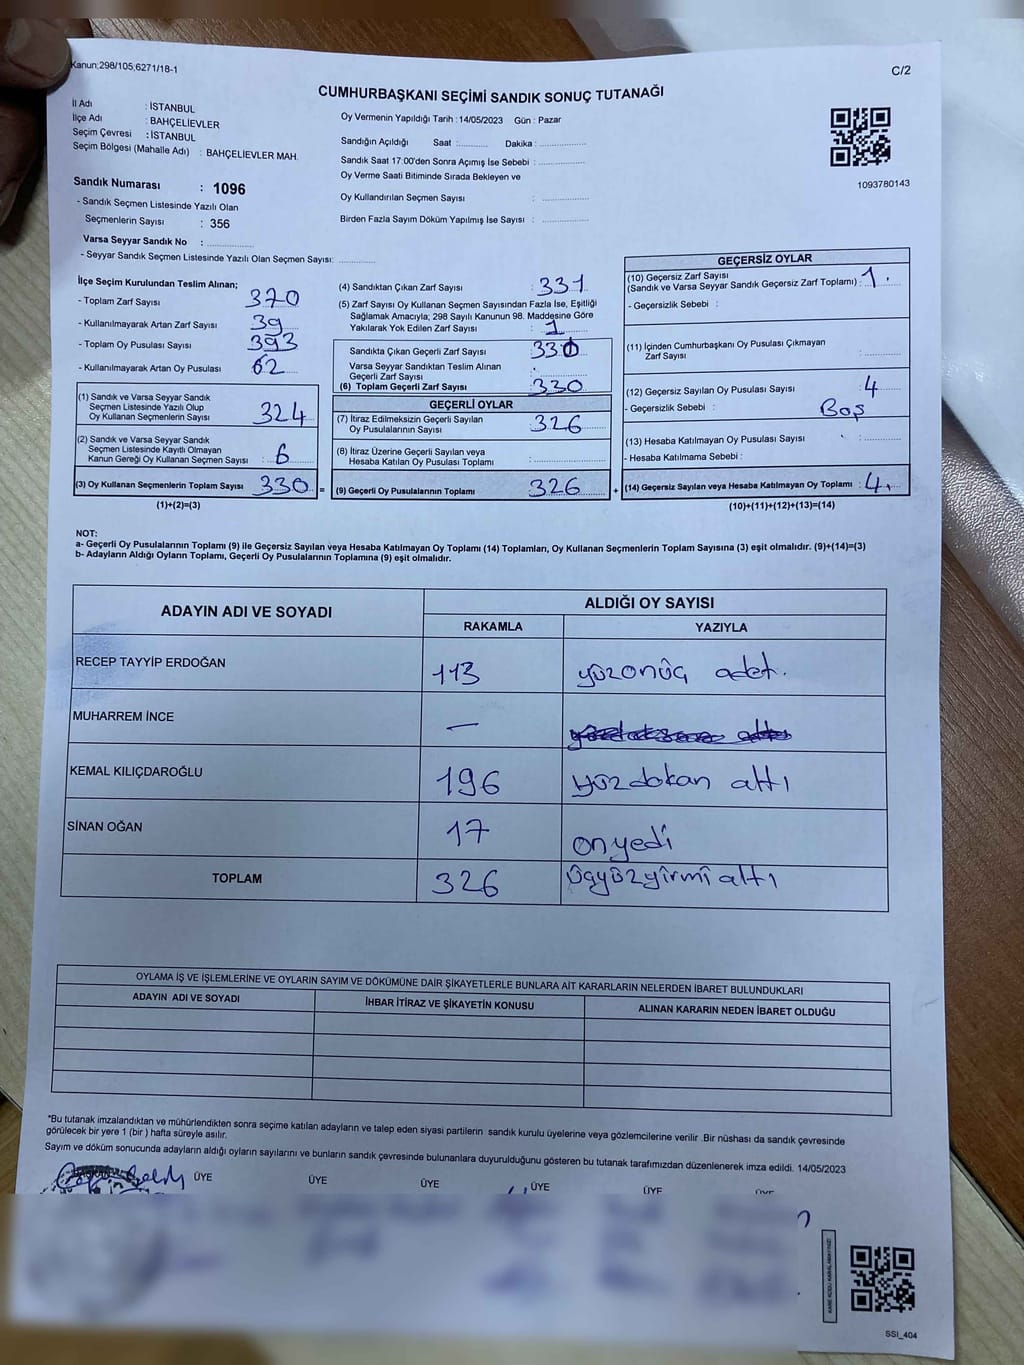 Kanun;298/105,6271/18-1
C/2
CUMHURBAŞKANI SEÇİMİ SANDIK SONUÇ TUTANAĞI
İl Adı : İSTANBUL
İlçe Adı : BAHÇELİEVLER
Seçim Çevresi : İSTANBUL
Seçim Bölgesi (Mahalle Adı) : BAHÇELİEVLER MAH.
Sandık Numarası : 1096
- Sandık Seçmen Listesinde Yazılı Olan
Seçmenlerin Sayısı : 356
Varsa Seyyar Sandık No : ..............
- Seyyar Sandık Seçmen Listesinde Yazılı Olan Seçmen Sayısı: ...........
Oy Vermenin Yapıldığı Tarih : 14/05/2023 Gün : Pazar
Sandığın Açıldığı Saat :.......... Dakika : ..............
Sandık Saat 17:00'den Sonra Açımış İse Sebebi : ..............
Oy Verme Saati Bitiminde Sırada Bekleyen ve
Oy Kullandırılan Seçmen Sayısı : ..............
Birden Fazla Sayım Döküm Yapılmış İse Sayısı : ..............
1093780143
İlçe Seçim Kurulundan Teslim Alınan;
- Toplam Zarf Sayısı : 370
- Kullanılmayarak Artan Zarf Sayısı : 39
- Toplam Oy Pusulası Sayısı : 393
- Kullanılmayarak Artan Oy Pusulası : 62
(1) Sandık ve Varsa Seyyar Sandık
Seçmen Listesinde Yazılı Olup
Oy Kullanan Seçmenlerin Sayısı : 324
(2) Sandık ve Varsa Seyyar Sandık
Seçmen Listesinde Kayıtlı Olmayan
Kanun Gereği Oy Kullanan Seçmen Sayısı : 6
(3) Oy Kullanan Seçmenlerin Toplam Sayısı : 330 =
(1)+(2)=(3)
(4) Sandıktan Çıkan Zarf Sayısı : 331
(5) Zarf Sayısı Oy Kullanan Seçmen Sayısından Fazla İse, Eşitliği
Sağlamak Amacıyla; 298 Sayılı Kanunun 98. Maddesine Göre
Yakılarak Yok Edilen Zarf Sayısı : 1
Sandıkta Çıkan Geçerli Zarf Sayısı : 330
Varsa Seyyar Sandıktan Teslim Alınan
Geçerli Zarf Sayısı :
(6) Toplam Geçerli Zarf Sayısı : 330
GEÇERLİ OYLAR
(7) İtiraz Edilmeksizin Geçerli Sayılan
Oy Pusulalarının Sayısı : 326
(8) İtiraz Üzerine Geçerli Sayılan veya
Hesaba Katılan Oy Pusulası Toplamı :
(9) Geçerli Oy Pusulalarının Toplamı : 326 +
GEÇERSİZ OYLAR
(10) Geçersiz Zarf Sayısı
(Sandık ve Varsa Seyyar Sandık Geçersiz Zarf Toplamı) : 1.
- Geçersizlik Sebebi :
(11) İçinden Cumhurbaşkanı Oy Pusulası Çıkmayan
Zarf Sayısı :
(12) Geçersiz Sayılan Oy Pusulası Sayısı : 4
- Geçersizlik Sebebi : Boş
(13) Hesaba Katılmayan Oy Pusulası Sayısı :
- Hesaba Katılmama Sebebi :
(14) Geçersiz Sayılan veya Hesaba Katılmayan Oy Toplamı : 4.
(10)+(11)+(12)+(13)=(14)
NOT:
a- Geçerli Oy Pusulalarının Toplamı (9) ile Geçersiz Sayılan veya Hesaba Katılmayan Oy Toplamı (14) Toplamları, Oy Kullanan Seçmenlerin Toplam Sayısına (3) eşit olmalıdır. (9)+(14)=(3)
b- Adayların Aldığı Oyların Toplamı, Geçerli Oy Pusulalarının Toplamına (9) eşit olmalıdır.
ADAYIN ADI VE SOYADI
ALDIĞI OY SAYISI
RAKAMLA YAZIYLA
RECEP TAYYİP ERDOĞAN 113 yüzonüç adet.
MUHARREM İNCE —
KEMAL KILIÇDAROĞLU 196 yüzdokan altı
SİNAN OĞAN 17 onyedi
TOPLAM 326 üçyüzyirmi altı
OYLAMA İŞ VE İŞLEMLERİNE VE OYLARIN SAYIM VE DÖKÜMÜNE DAİR ŞİKAYETLERLE BUNLARA AİT KARARLARIN NELERDEN İBARET BULUNDUKLARI
ADAYIN ADI VE SOYADI İHBAR İTİRAZ VE ŞİKAYETİN KONUSU ALINAN KARARIN NEDEN İBARET OLDUĞU
*Bu tutanak imzalandıktan ve mühürlendikten sonra seçime katılan adayların ve talep eden siyasi partilerin sandık kurulu üyelerine veya gözlemcilerine verilir .Bir nüshası da sandık çevresinde
görülecek bir yere 1 (bir ) hafta süreyle asılır.
Sayım ve döküm sonucunda adayların aldığı oyların sayılarını ve bunların sandık çevresinde bulunanlara duyurulduğunu gösteren bu tutanak tarafımızdan düzenlenerek imza edildi. 14/05/2023
ÜYE ÜYE ÜYE ÜYE ÜYE ÜYE
SSI_404